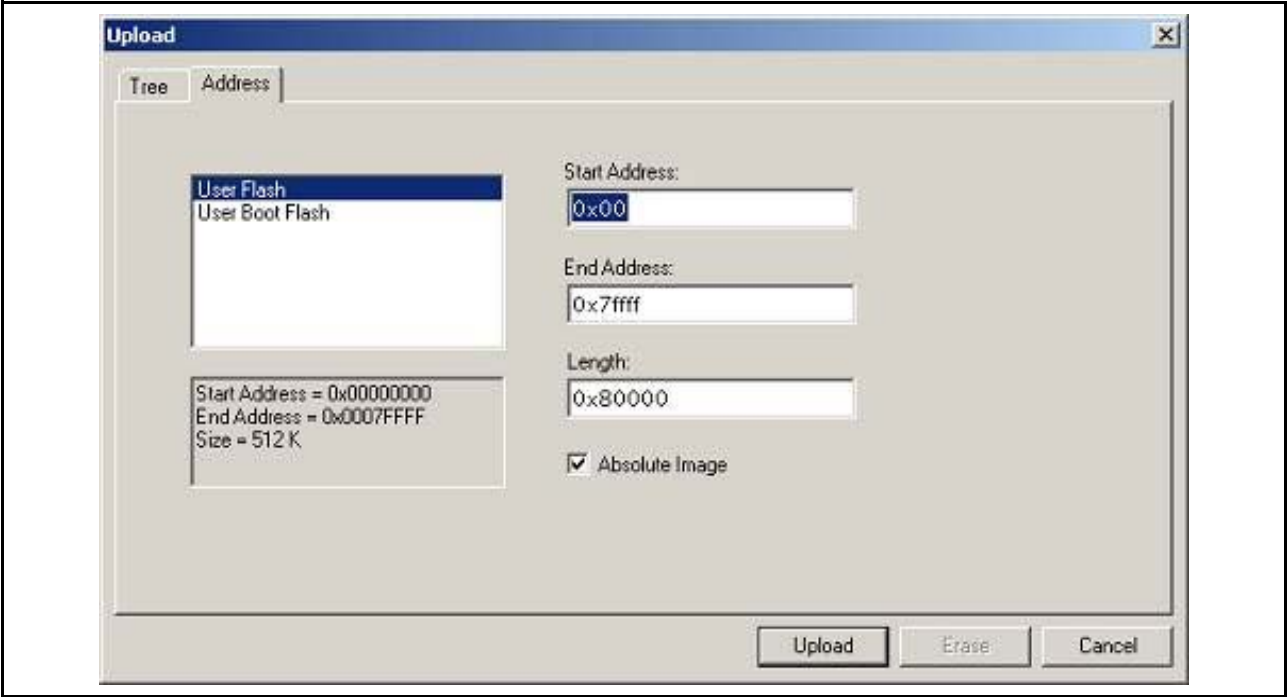 Upload
Tree
Address
User Flash
User Boot Flash
Start Address = 0x00000000
End Address = 0x0007FFFF
Size = 512 K
Start Address:
0x00
End Address:
0x7ffff
Length:
0x80000
Absolute Image
Upload
Erase
Cancel